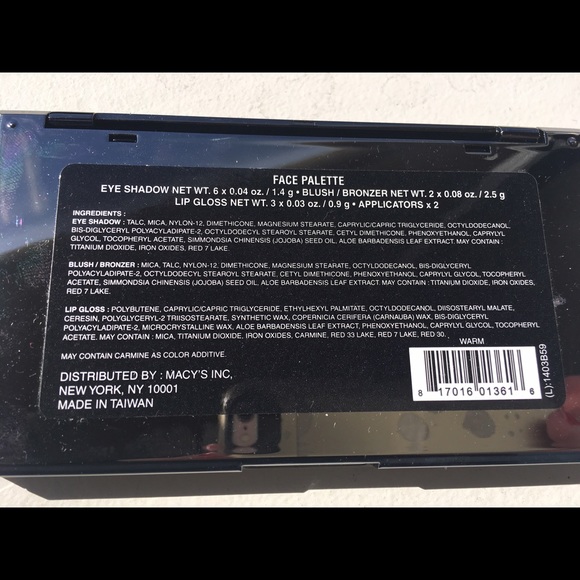 FACE PALETTE
EYE SHADOW NET WT. 6 x 0.04 oz. / 1.4 g • BLUSH / BRONZER NET WT. 2 x 0.08 oz. / 2.5 g
LIP GLOSS NET WT. 3 x 0.03 oz. / 0.9 g • APPLICATORS x 2
INGREDIENTS :
EYE SHADOW : TALC, MICA, NYLON-12, DIMETHICONE, MAGNESIUM STEARATE, CAPRYLIC/CAPRIC TRIGLYCERIDE, OCTYLDODECANOL,
BIS-DIGLYCERYL POLYACYLADIPATE-2, OCTYLDODECYL STEAROYL STEARATE, CETYL DIMETHICONE, PHENOXYETHANOL, CAPRYLYL
GLYCOL, TOCOPHERYL ACETATE, SIMMONDSIA CHINENSIS (JOJOBA) SEED OIL, ALOE BARBADENSIS LEAF EXTRACT. MAY CONTAIN :
TITANIUM DIOXIDE, IRON OXIDES, RED 7 LAKE.
BLUSH / BRONZER : MICA, TALC, NYLON-12, DIMETHICONE, MAGNESIUM STEARATE, OCTYLDODECANOL, BIS-DIGLYCERYL
POLYACYLADIPATE-2, OCTYLDODECYL STEAROYL STEARATE, CETYL DIMETHICONE, PHENOXYETHANOL, CAPRYLYL GLYCOL, TOCOPHERYL
ACETATE, SIMMONDSIA CHINENSIS (JOJOBA) SEED OIL, ALOE BARBADENSIS LEAF EXTRACT. MAY CONTAIN : TITANIUM DIOXIDE, IRON OXIDES,
RED 7 LAKE.
LIP GLOSS : POLYBUTENE, CAPRYLIC/CAPRIC TRIGLYCERIDE, ETHYLHEXYL PALMITATE, OCTYLDODECANOL, DIISOSTEARYL MALATE,
CERESIN, POLYGLYCERYL-2 TRIISOSTEARATE, SYNTHETIC WAX, COPERNICIA CERIFERA (CARNAUBA) WAX, BIS-DIGLYCERYL
POLYACYLADIPATE-2, MICROCRYSTALLINE WAX, ALOE BARBADENSIS LEAF EXTRACT, PHENOXYETHANOL, CAPRYLYL GLYCOL, TOCOPHERYL
ACETATE. MAY CONTAIN : MICA, TITANIUM DIOXIDE, IRON OXIDES, CARMINE, RED 33 LAKE, RED 7 LAKE, RED 30.
MAY CONTAIN CARMINE AS COLOR ADDITIVE.
WARM
DISTRIBUTED BY : MACY'S INC,
NEW YORK, NY 10001
MADE IN TAIWAN
8 17016 01361 6
(L):1403B59